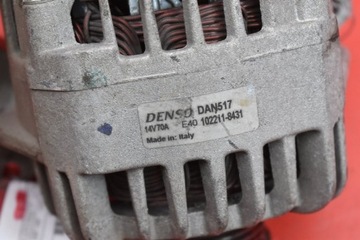 DENSO DAN517
14V70A E40 102211-8431
Made in: Italy